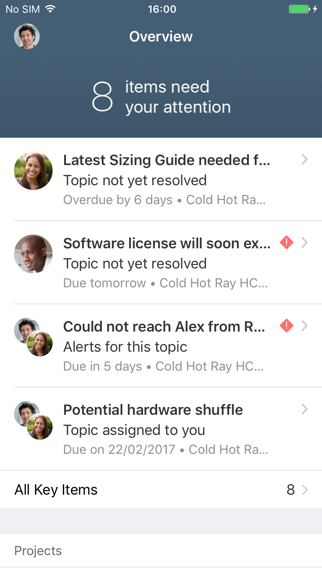 No SIM 16:00
Overview
8 items need
your attention
Latest Sizing Guide needed f...
Topic not yet resolved
Overdue by 6 days • Cold Hot Ra...
Software license will soon ex...
Topic not yet resolved
Due tomorrow • Cold Hot Ray HC...
Could not reach Alex from R...
Alerts for this topic
Due in 5 days • Cold Hot Ray HC...
Potential hardware shuffle
Topic assigned to you
Due on 22/02/2017 • Cold Hot Ra...
All Key Items 8
Projects